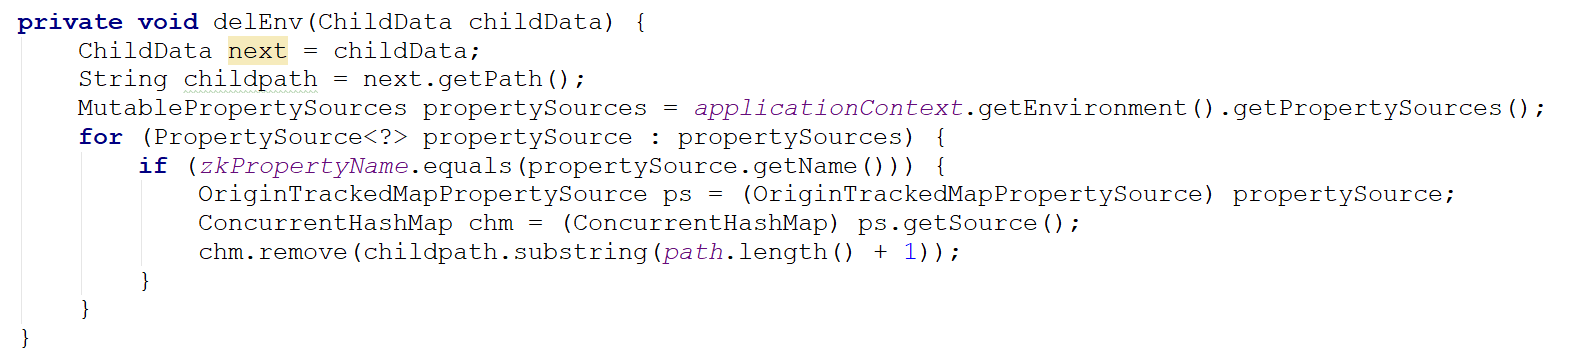 private void delEnv(ChildData childData) {
    ChildData next = childData;
    String childpath = next.getPath();
    MutablePropertySources propertySources = applicationContext.getEnvironment().getPropertySources();
    for (PropertySource<?> propertySource : propertySources) {
        if (zkPropertyName.equals(propertySource.getName())) {
            OriginTrackedMapPropertySource ps = (OriginTrackedMapPropertySource) propertySource;
            ConcurrentHashMap chm = (ConcurrentHashMap) ps.getSource();
            chm.remove(childpath.substring(path.length() + 1));
        }
    }
}